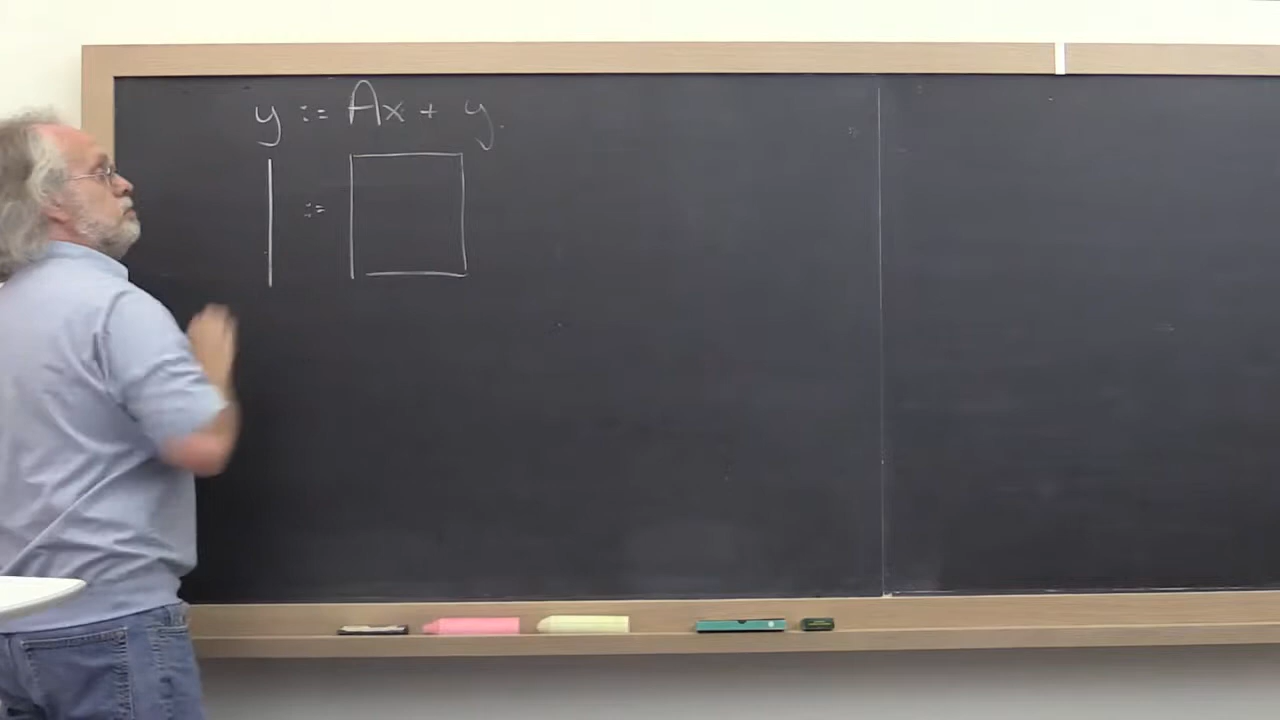 y := Ax + y.
:=